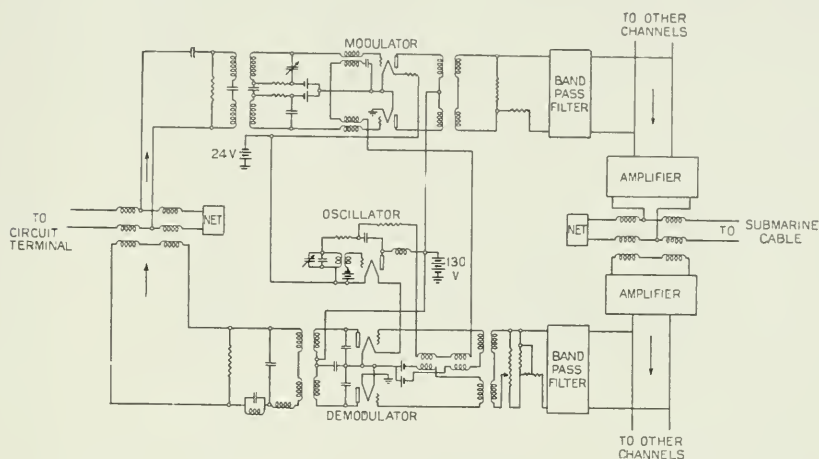 TO OTHER
CHANNELS
MODULATOR
BAND
PASS
FILTER
24 V
AMPLIFIER
TO
CIRCUIT
TERMINAL
NET
OSCILLATOR
130
V
NET
TO
SUBMARINE
CABLE
AMPLIFIER
BAND
PASS
FILTER
DEMODULATOR
TO OTHER
CHANNELS